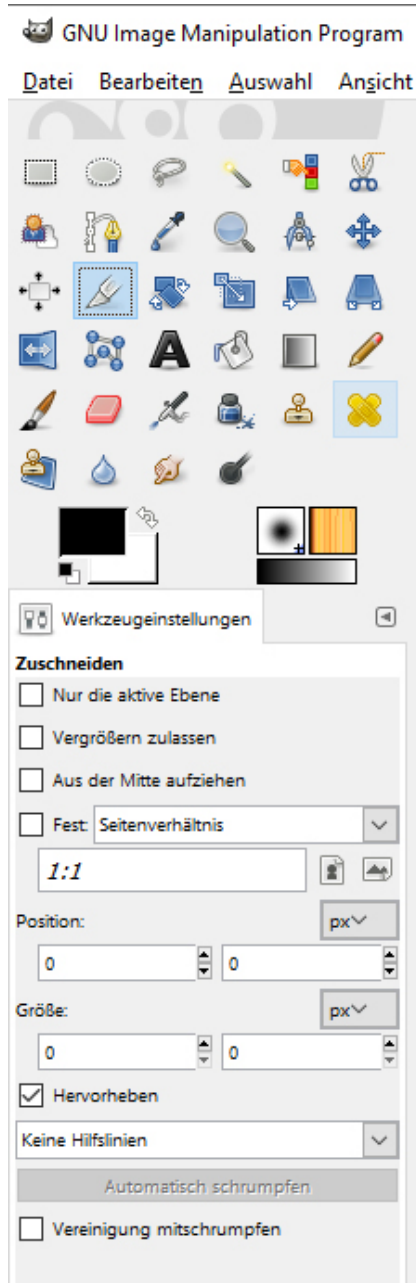 GNU Image Manipulation Program
Datei Bearbeiten Auswahl Ansicht
Werkzeugeinstellungen
Zuschneiden
Nur die aktive Ebene
Vergrößern zulassen
Aus der Mitte aufziehen
Fest: Seitenverhältnis
1:1
Position: px
0 0
Größe: px
0 0
Hervorheben
Keine Hilfslinien
Automatisch schrumpfen
Vereinigung mitschrumpfen